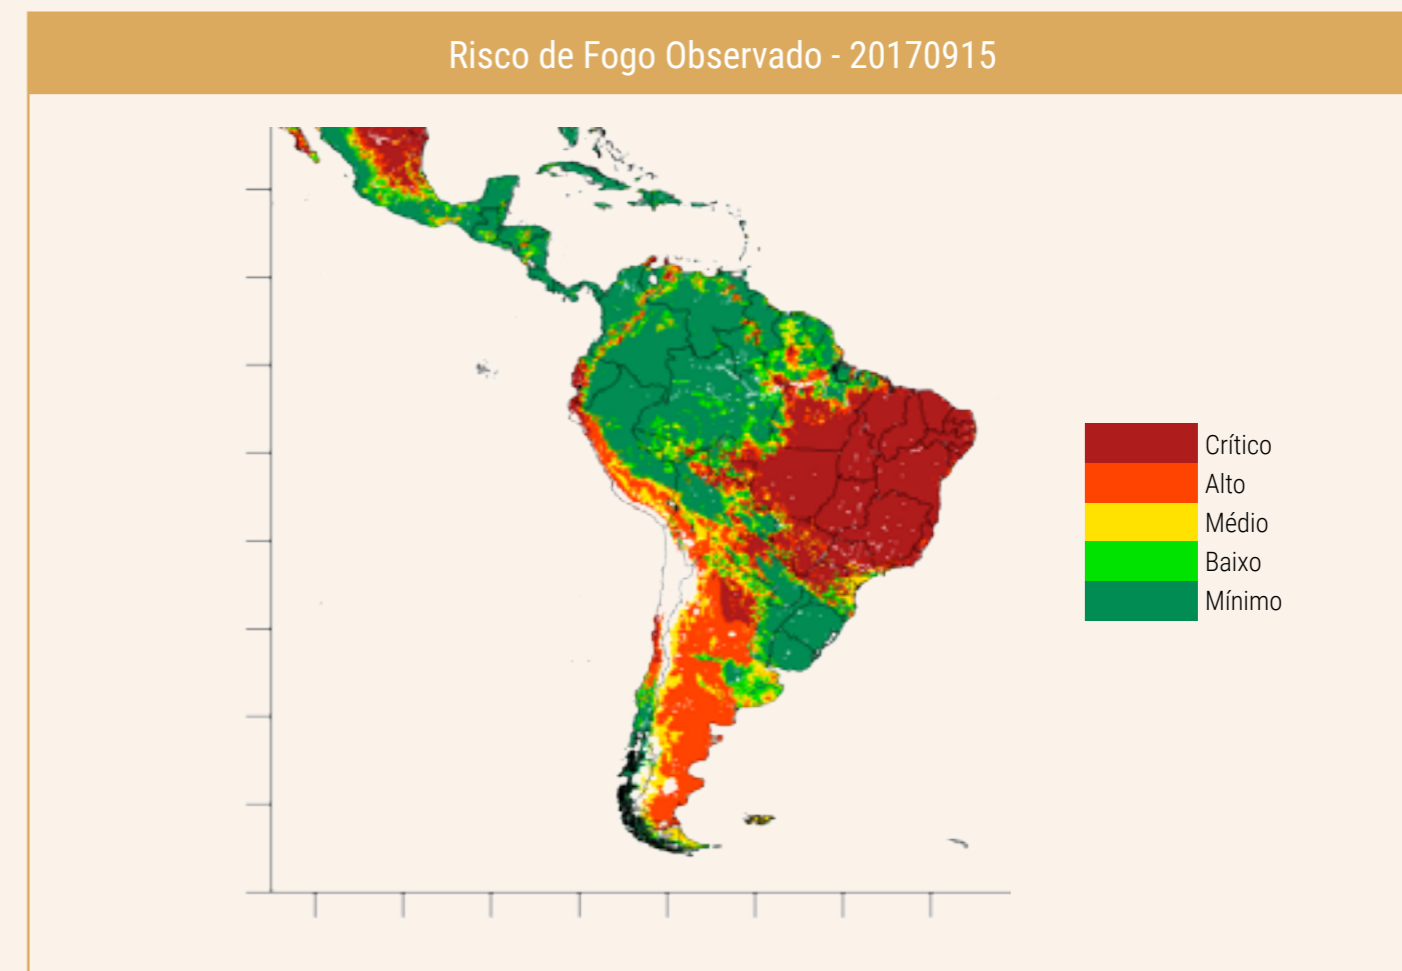 Risco de Fogo Observado - 20170915
Crítico
Alto
Médio
Baixo
Mínimo